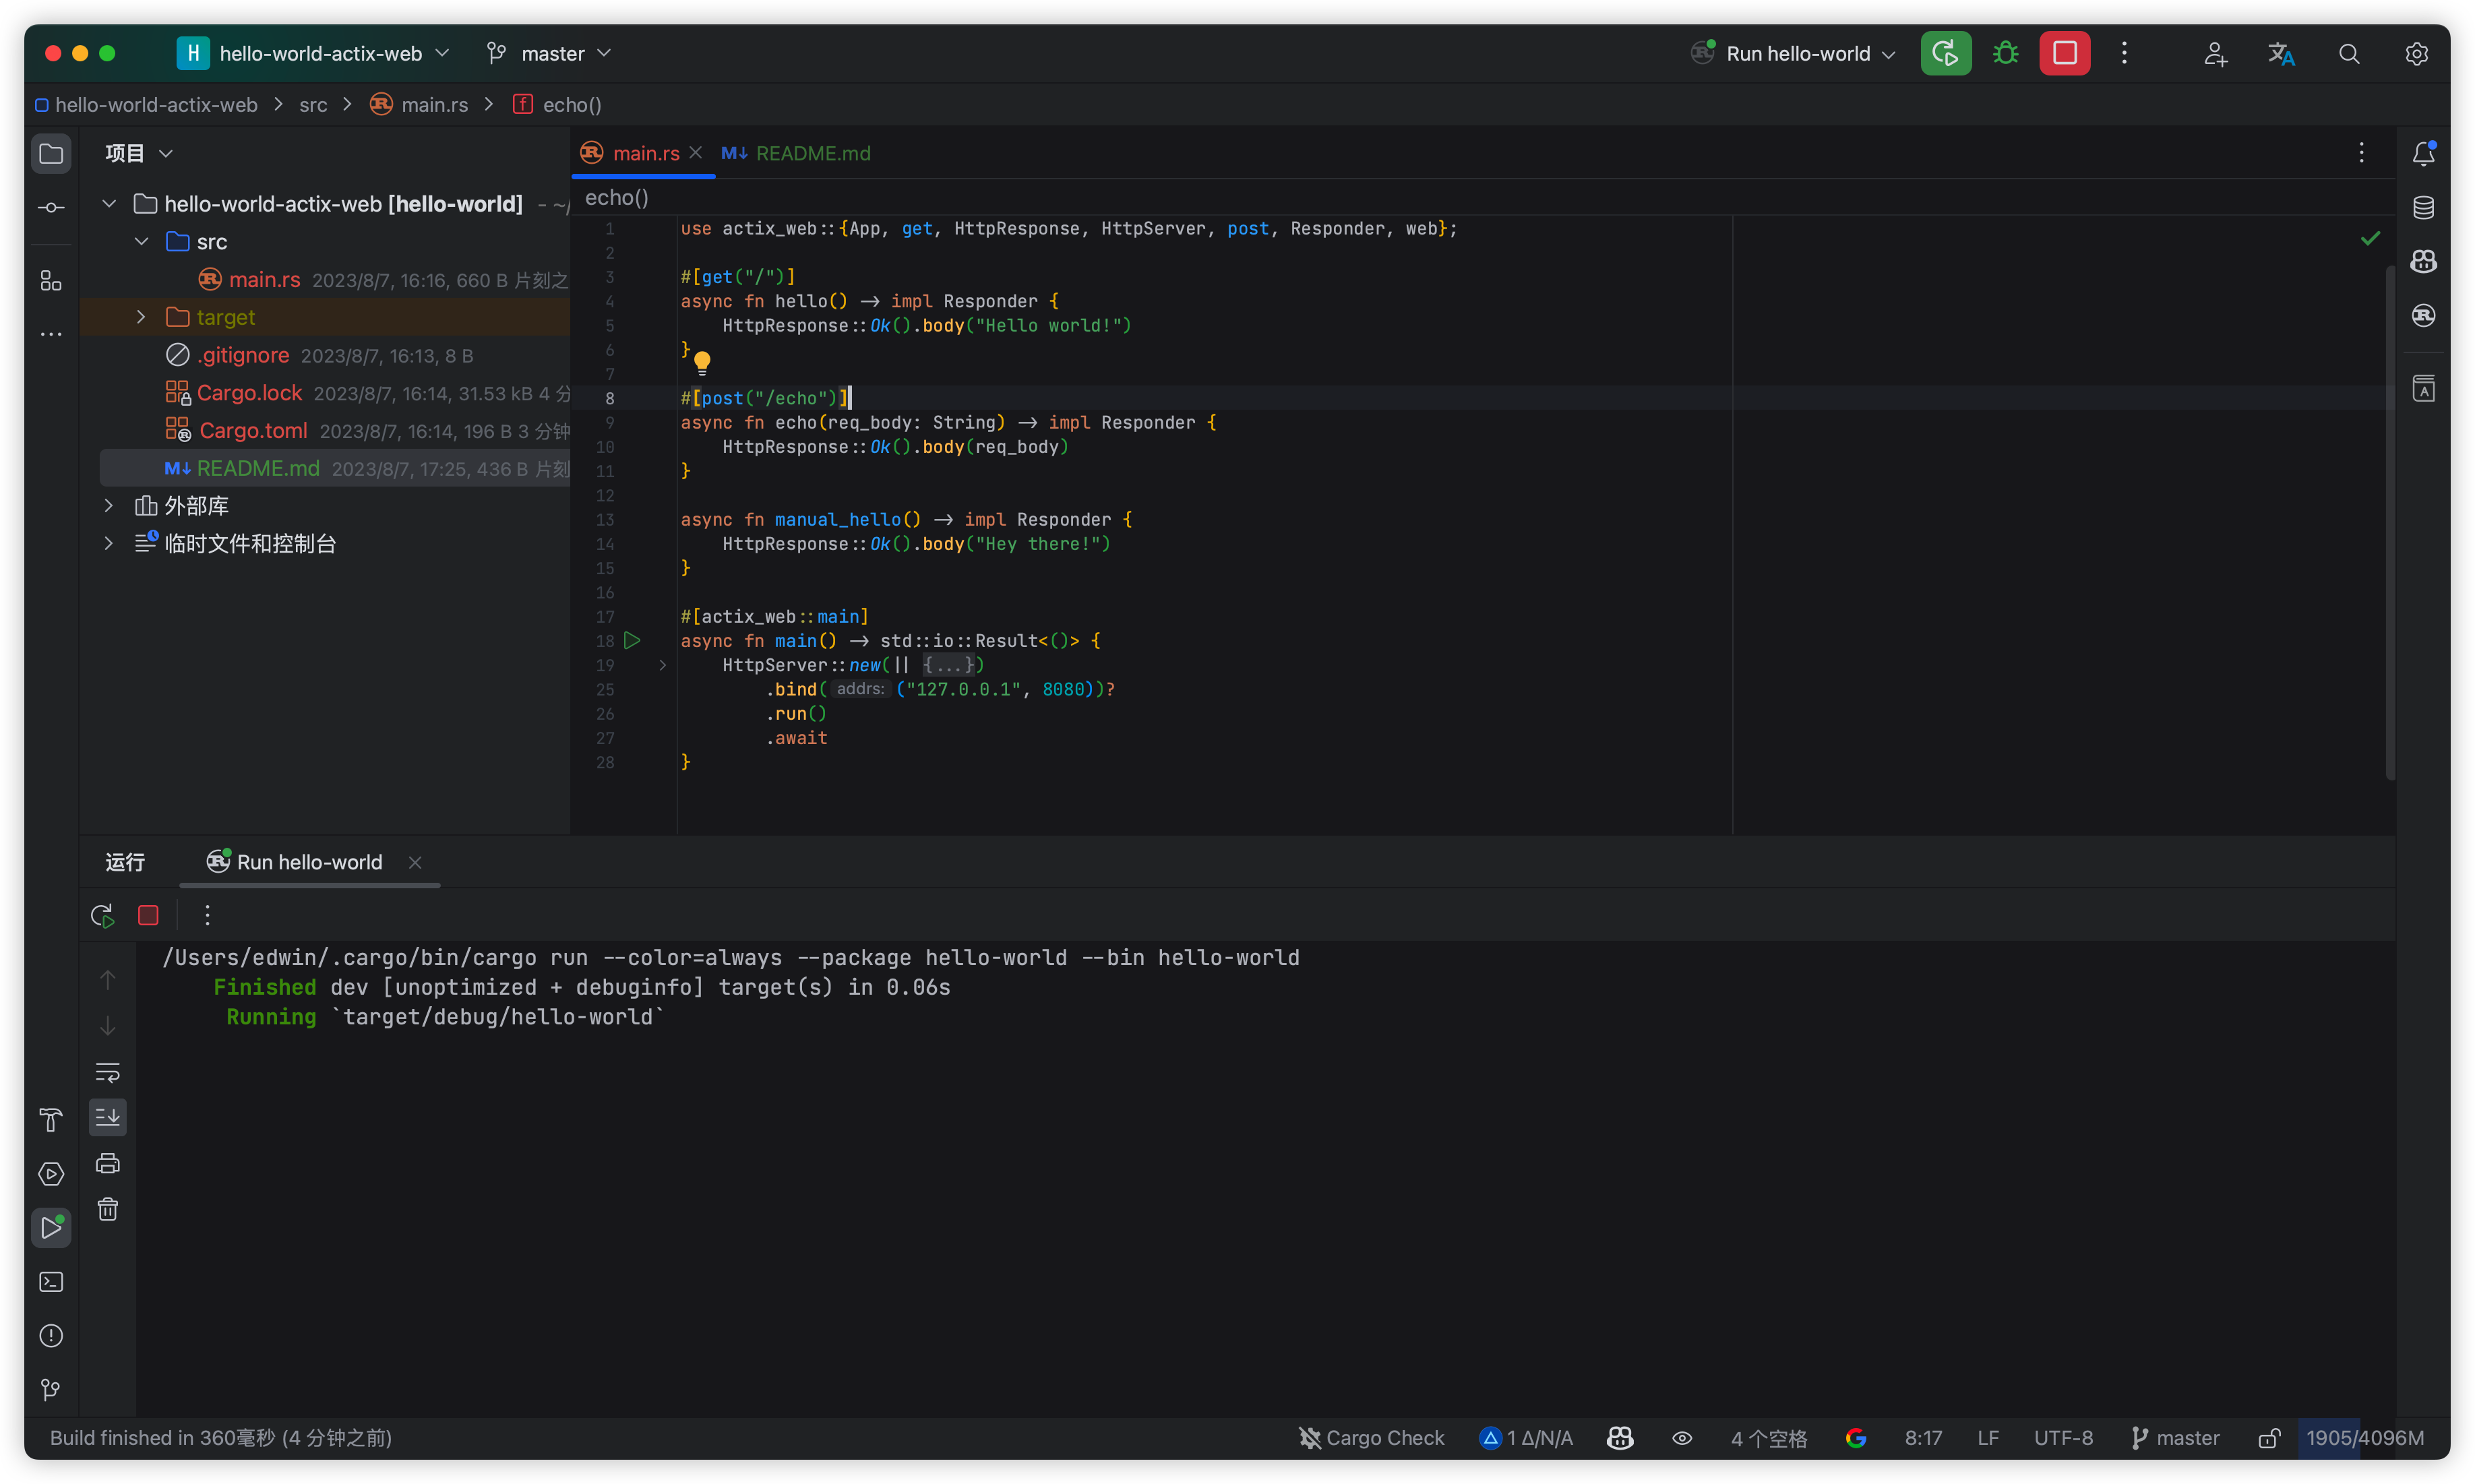 H hello-world-actix-web master Run hello-world
hello-world-actix-web src main.rs echo()
项目
hello-world-actix-web [hello-world] - ~/
src
main.rs 2023/8/7, 16:16, 660 B 片刻之
target
.gitignore 2023/8/7, 16:13, 8 B
Cargo.lock 2023/8/7, 16:14, 31.53 kB 4 分
Cargo.toml 2023/8/7, 16:14, 196 B 3 分钟
README.md 2023/8/7, 17:25, 436 B 片刻
外部库
临时文件和控制台
main.rs README.md
echo()
1 use actix_web::{App, get, HttpResponse, HttpServer, post, Responder, web};
2
3 #[get("/")]
4 async fn hello() -> impl Responder {
5 HttpResponse::Ok().body("Hello world!")
6 }
7
8 #[post("/echo")]
9 async fn echo(req_body: String) -> impl Responder {
10 HttpResponse::Ok().body(req_body)
11 }
12
13 async fn manual_hello() -> impl Responder {
14 HttpResponse::Ok().body("Hey there!")
15 }
16
17 #[actix_web::main]
18 async fn main() -> std::io::Result<()> {
19 HttpServer::new(|| {...})
25 .bind( addrs: ("127.0.0.1", 8080))?
26 .run()
27 .await
28 }
运行 Run hello-world
/Users/edwin/.cargo/bin/cargo run --color=always --package hello-world --bin hello-world
Finished dev [unoptimized + debuginfo] target(s) in 0.06s
Running `target/debug/hello-world`
Build finished in 360毫秒 (4 分钟之前) Cargo Check 1 Δ/N/A 4 个空格 8:17 LF UTF-8 master 1905/4096M